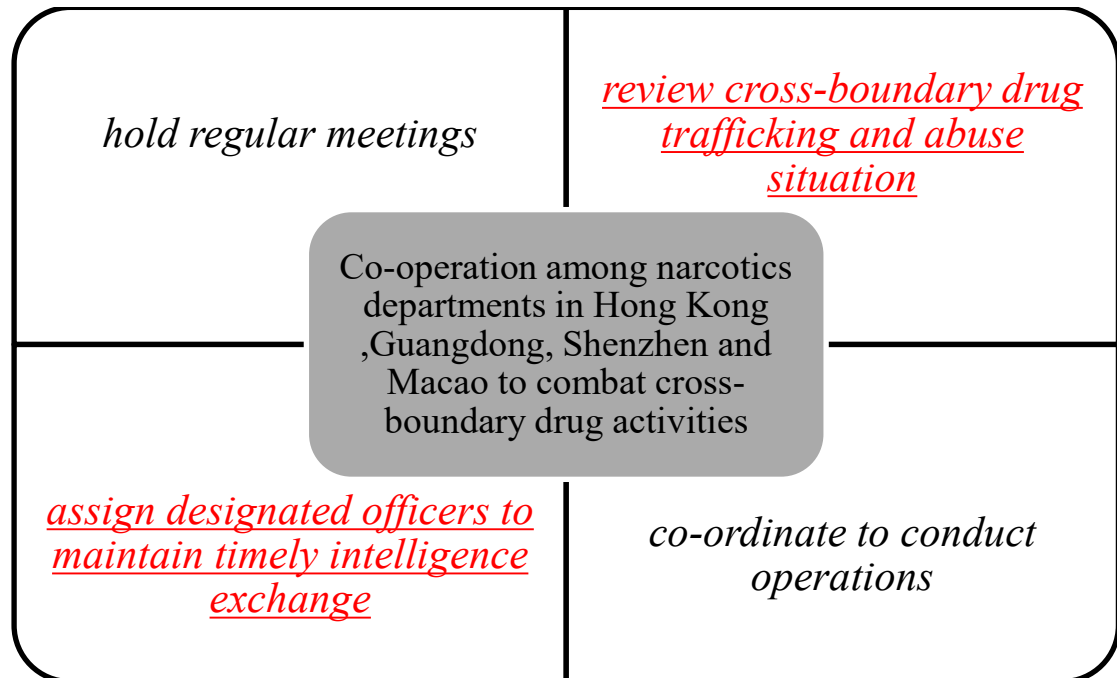 hold regular meetings
review cross-boundary drug
trafficking and abuse
situation
Co-operation among narcotics
departments in Hong Kong
,Guangdong, Shenzhen and
Macao to combat cross-
boundary drug activities
assign designated officers to
maintain timely intelligence
exchange
co-ordinate to conduct
operations